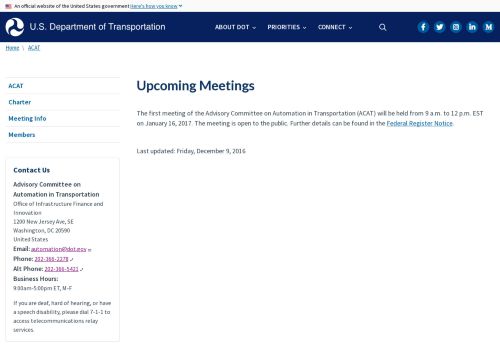 An official website of the United States government Here's how you know
U.S. Department of Transportation
ABOUT DOT
PRIORITIES
CONNECT
Home \ ACAT
ACAT
Charter
Meeting Info
Members
Contact Us
Advisory Committee on
Automation in Transportation
Office of Infrastructure Finance and
Innovation
1200 New Jersey Ave, SE
Washington, DC 20590
United States
Email: automation@dot.gov
Phone: 202-366-2278
Alt Phone: 202-366-5421
Business Hours:
9:00am-5:00pm ET, M-F
If you are deaf, hard of hearing, or have
a speech disability, please dial 7-1-1 to
access telecommunications relay
services.
Upcoming Meetings
The first meeting of the Advisory Committee on Automation in Transportation (ACAT) will be held from 9 a.m. to 12 p.m. EST
on January 16, 2017. The meeting is open to the public. Further details can be found in the Federal Register Notice.
Last updated: Friday, December 9, 2016